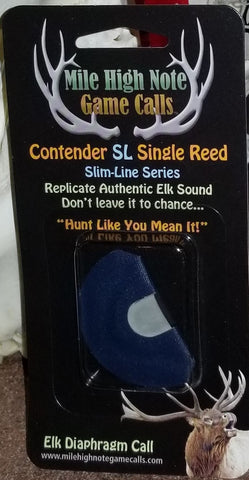 Mile High Note
Game Calls
Contender SL Single Reed
Slim-Line Series
Replicate Authentic Elk Sound
Don't leave it to chance...
"Hunt Like You Mean It!"
Elk Diaphragm Call
www.milehighnotegamecalls.com